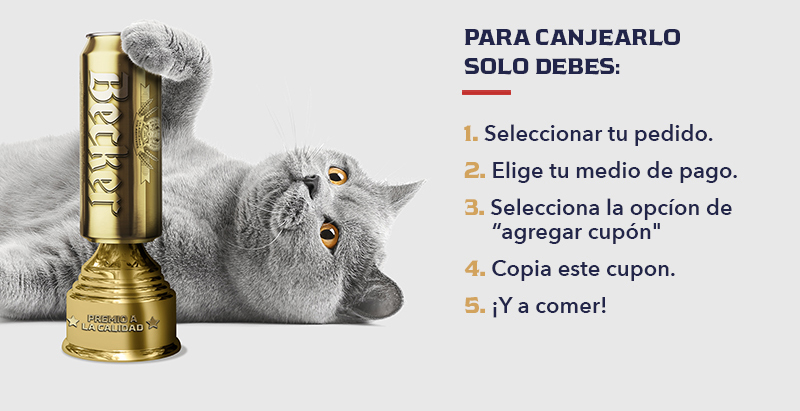 Becker
PREMIO A
LA CALIDAD
PARA CANJEARLO
SOLO DEBES:
1. Seleccionar tu pedido.
2. Elige tu medio de pago.
3. Selecciona la opcíon de
“agregar cupón"
4. Copia este cupon.
5. ¡Y a comer!